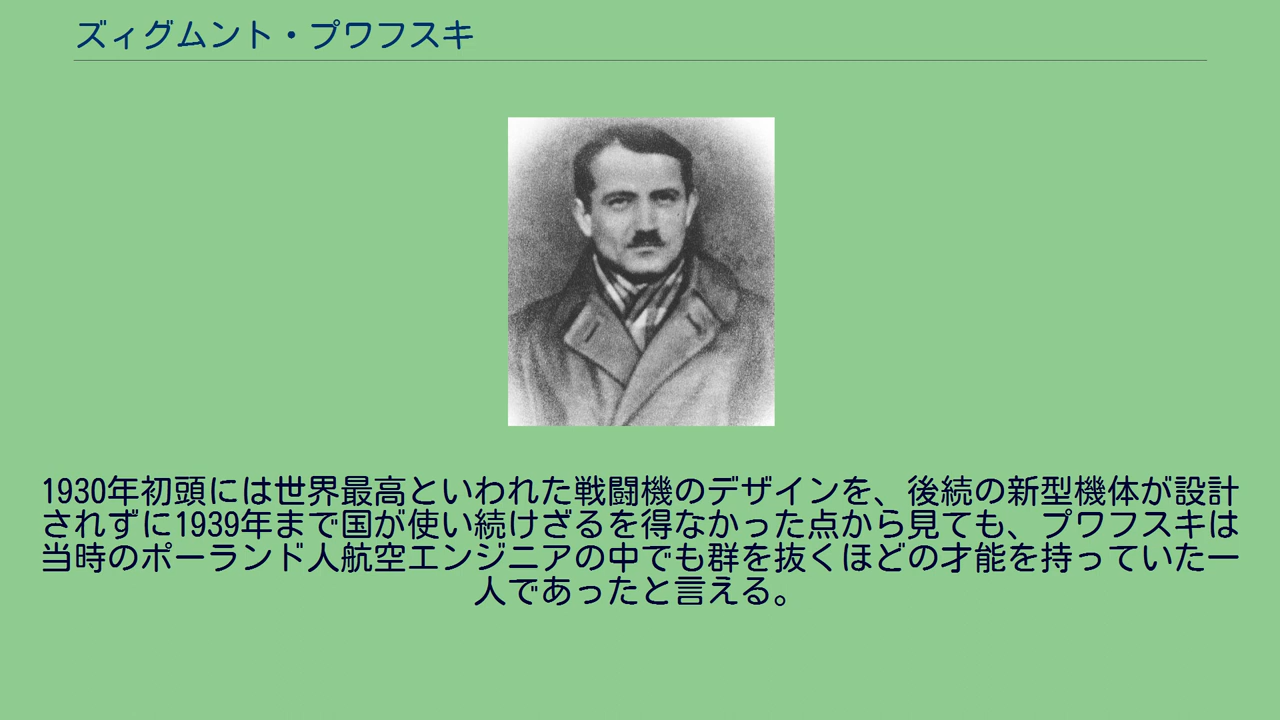 ズィグムント・プワフスキ
1930年初頭には世界最高といわれた戦闘機のデザインを、後続の新型機体が設計
されずに1939年まで国が使い続けざるを得なかった点から見ても、プワフスキは
当時のポーランド人航空エンジニアの中でも群を抜くほどの才能を持っていた一
人であったと言える。